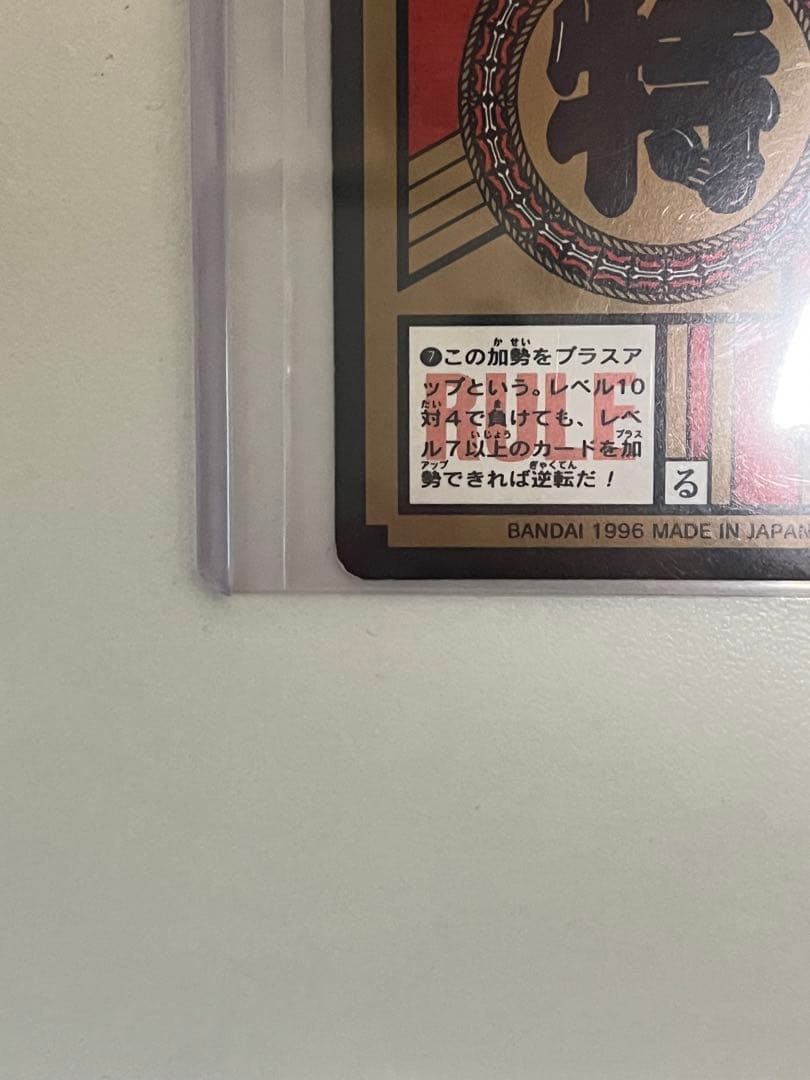 特
❼この加勢をプラスア
ップという。レベル10
対4で負けても、レベ
ル7以上のカードを加
勢できれば逆転だ!
RULE
る
BANDAI 1996 MADE IN JAPAN